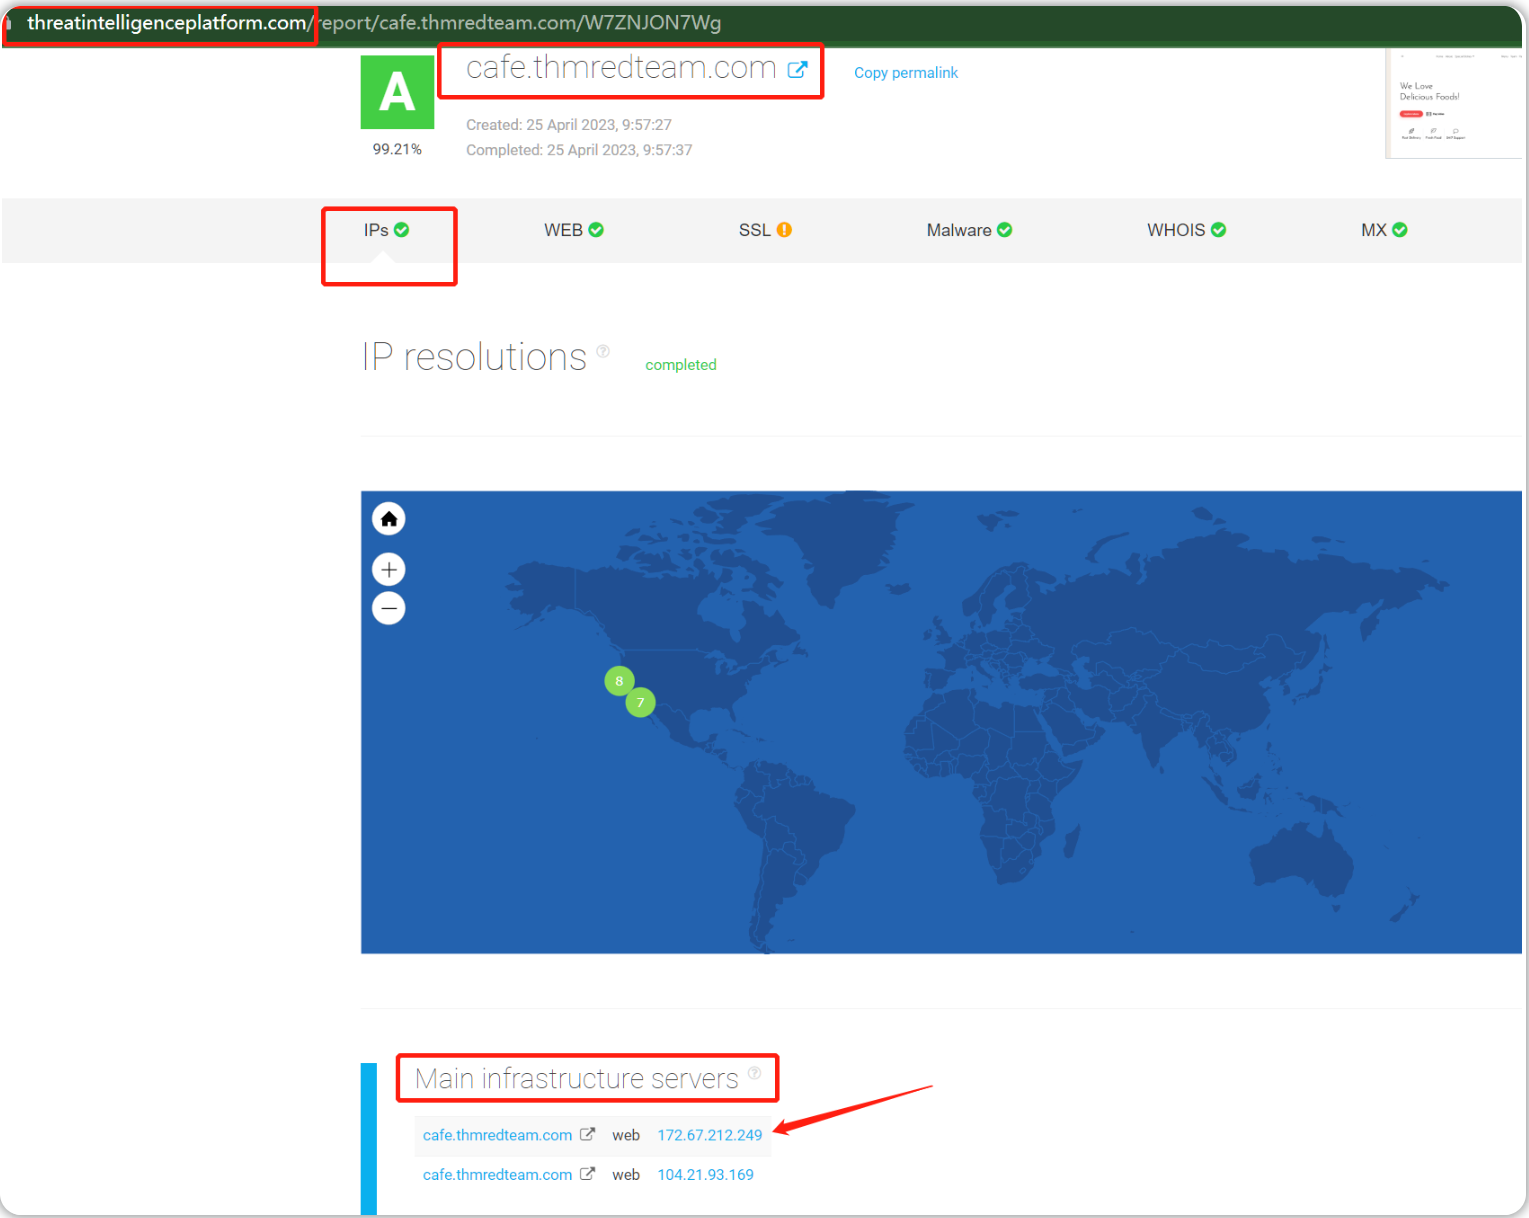 threatintelligenceplatform.com/report/cafe.thmredteam.com/W7ZNJON7Wg
A
99.21%
cafe.thmredteam.com
Copy permalink
Created: 25 April 2023, 9:57:27
Completed: 25 April 2023, 9:57:37
We Love
Delicious Foods!
IPs
WEB
SSL
Malware
WHOIS
MX
IP resolutions
completed
8
7
Main infrastructure servers
cafe.thmredteam.com web 172.67.212.249
cafe.thmredteam.com web 104.21.93.169